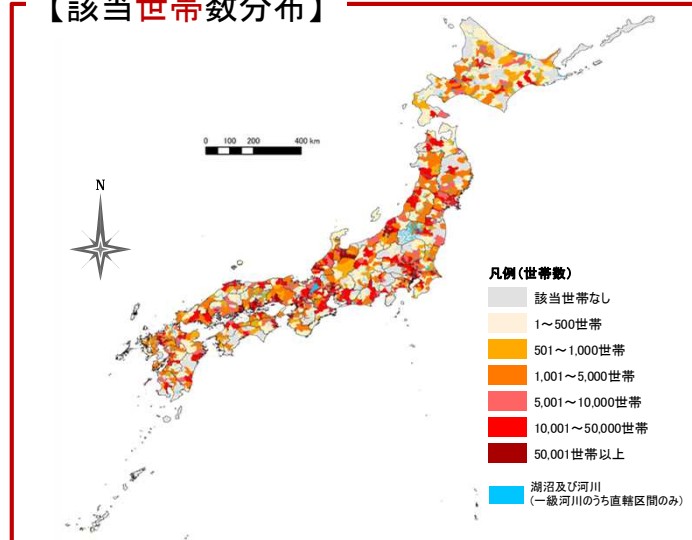 【該当世帯数分布】
0 100 200 400 km
N
凡例(世帯数)
該当世帯なし
1～500世帯
501～1,000世帯
1,001～5,000世帯
5,001～10,000世帯
10,001～50,000世帯
50,001世帯以上
湖沼及び河川
(一級河川のうち直轄区間のみ)